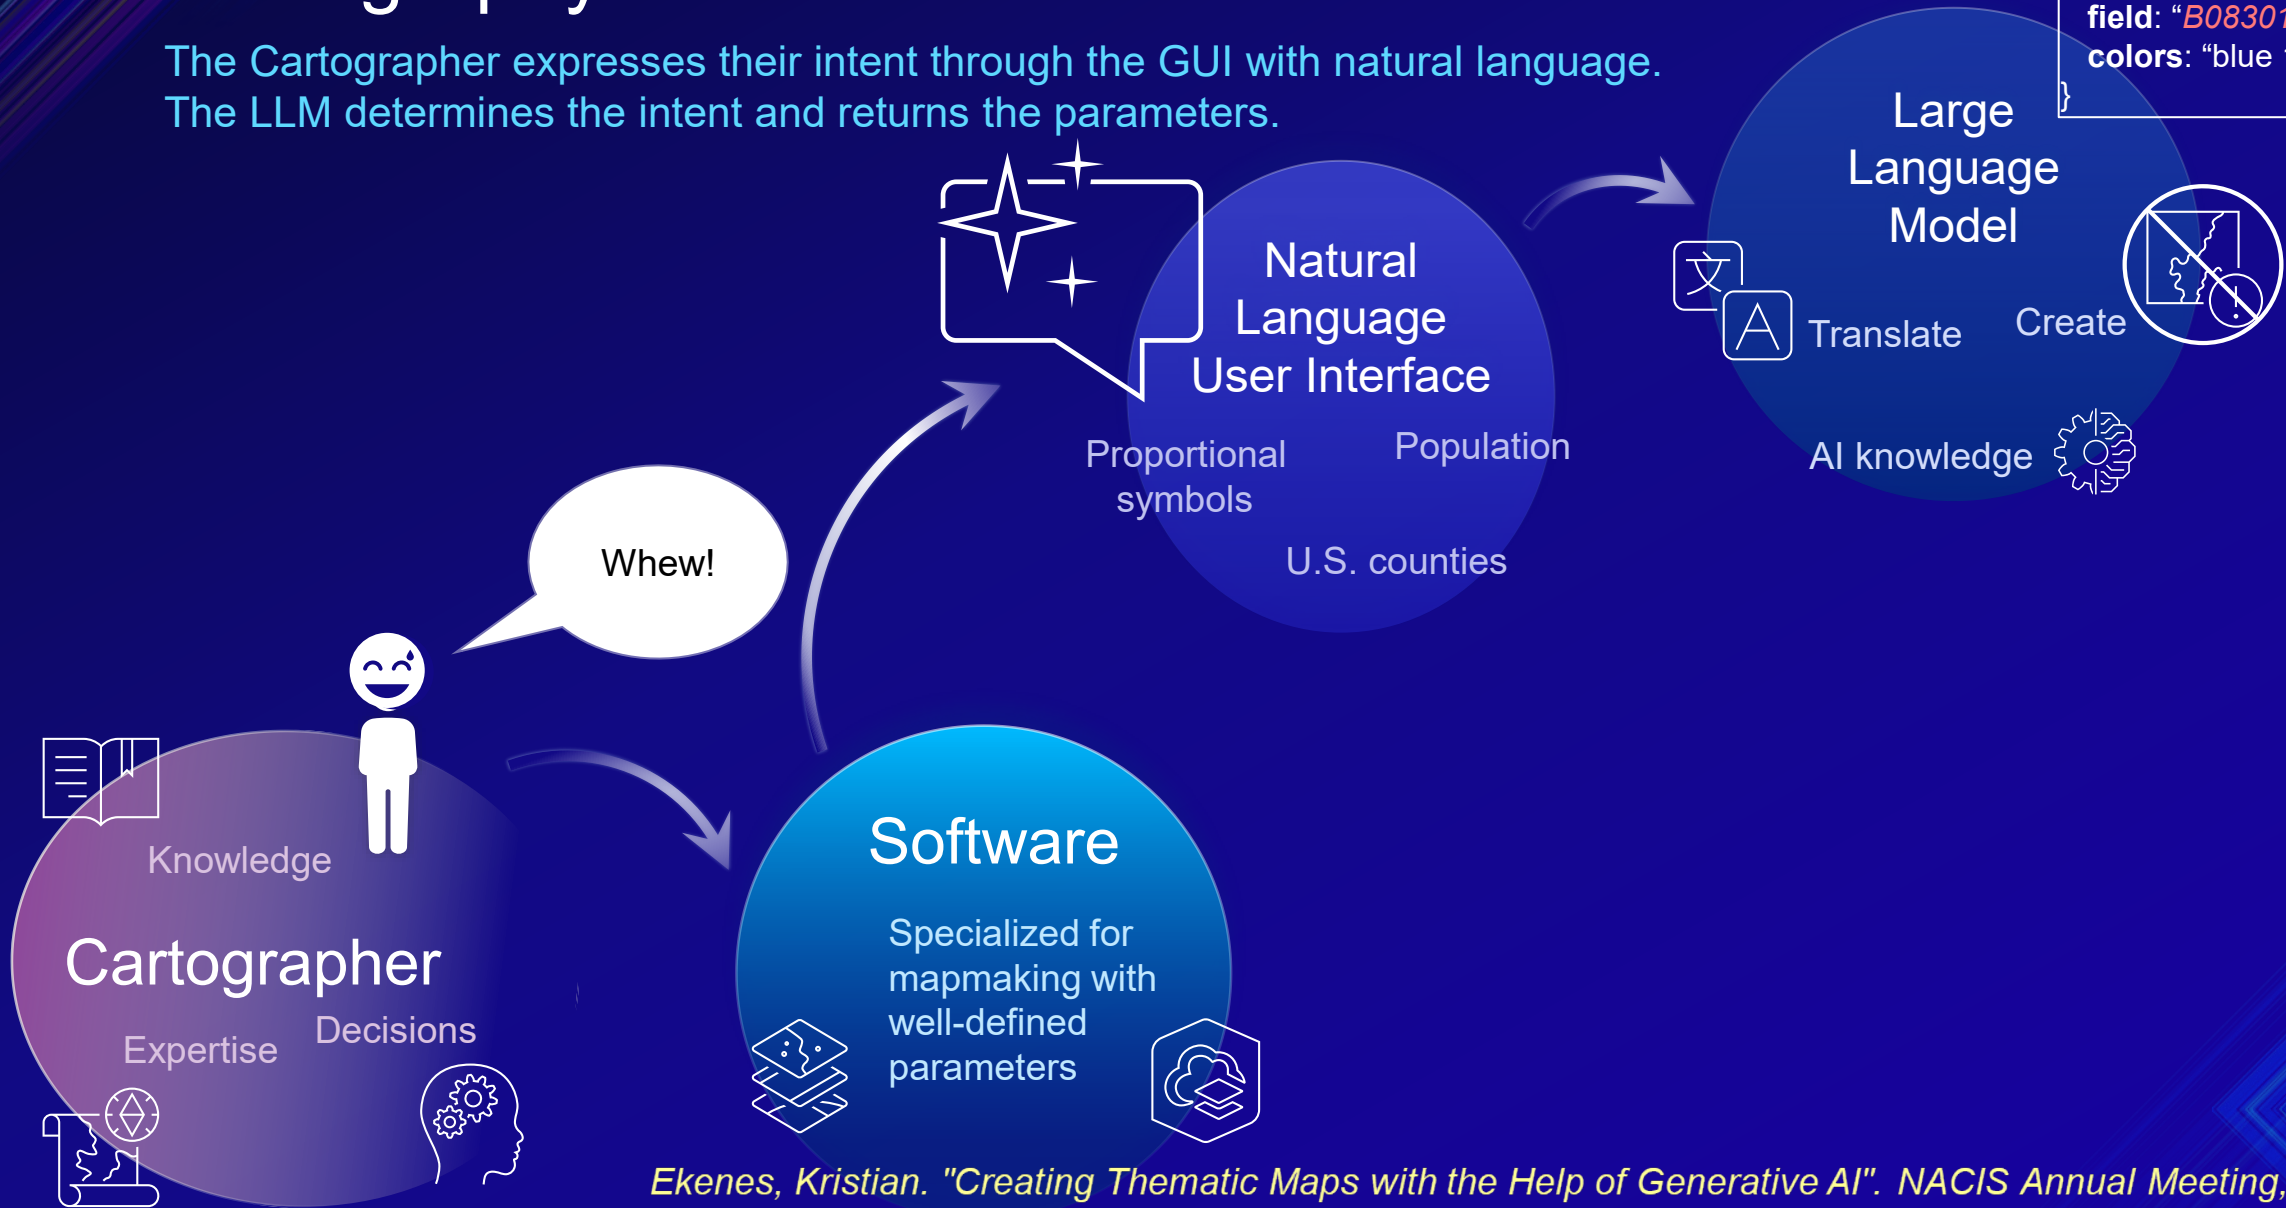 The Cartographer expresses their intent through the GUI with natural language.
The LLM determines the intent and returns the parameters.
field: “B08301
colors: “blue
}
Large
Language
Model
文
A
Translate
Create
AI knowledge
Natural
Language
User Interface
Proportional
symbols
Population
U.S. counties
Whew!
Knowledge
Cartographer
Expertise
Decisions
Software
Specialized for
mapmaking with
well-defined
parameters
Ekenes, Kristian. "Creating Thematic Maps with the Help of Generative AI". NACIS Annual Meeting,